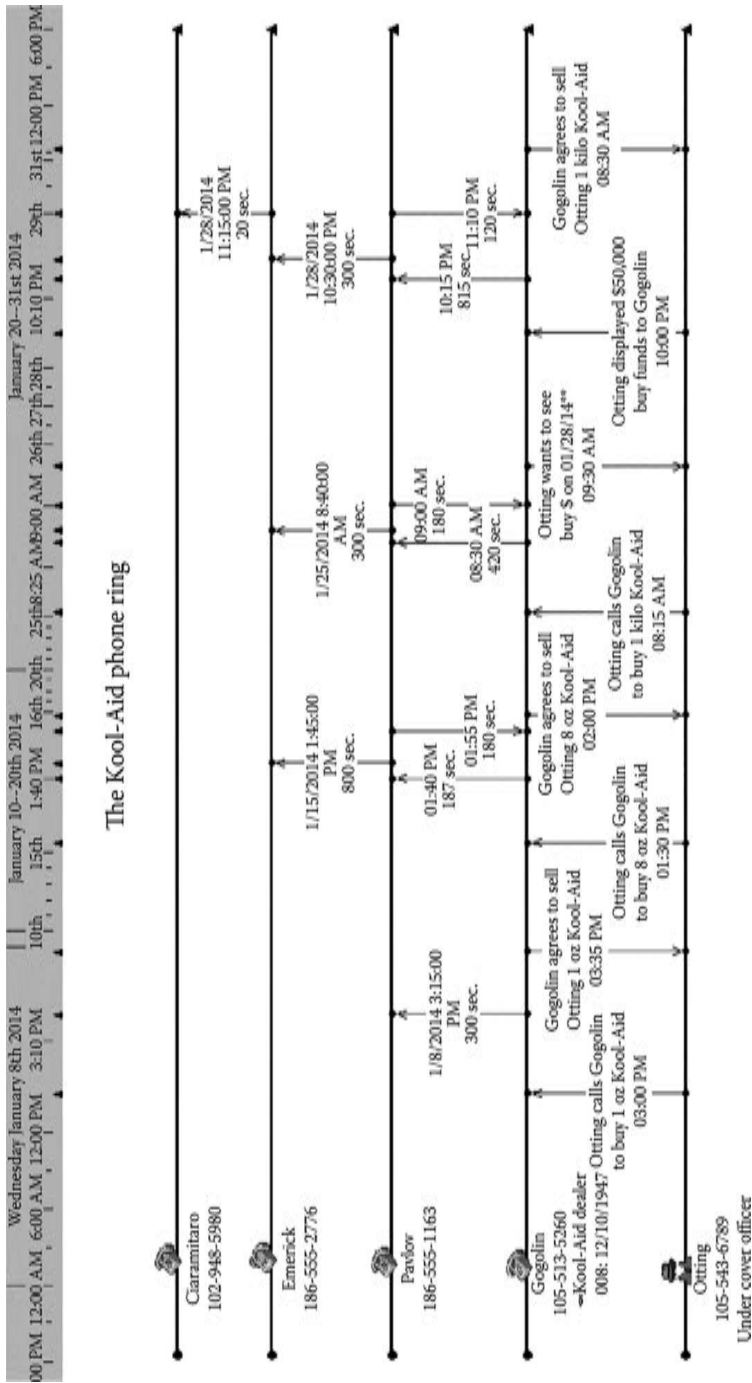 Wednesday January 8th 2014
January 10--20th 2014
January 20--31st 2014
00 PM 12:00 AM 6:00 A.M 12:00 PM 3:10 PM 10th 15th 1:40 PM 16th 20th 25th 8:25 AM 9:00 AM 26th 27th 28th 10:10 PM 29th 31st 12:00 PM 6:00 PM
The Kool-Aid phone ring
Ciaramitaro
102-948-5980
1/28/2014
11:15:00 PM
20 sec.
Emerick
186-555-2776
1/15/2014 1:45:00
PM
800 sec.
1/25/2014 8:40:00
AM
300 sec.
1/28/2014
10:30:00 PM
300 sec.
Pavlow
186-555-1163
1/8/2014 3:15:00
PM
300 sec.
01:40 PM
187 sec.
01:55 PM
180 sec.
08:30 AM
420 sec.
09:00 AM
180 sec.
10:15 PM
815 sec.
11:10 PM
120 sec.
Gogolin
105-513-5260
Kool-Aid dealer
008: 12/10/1947
Otting calls Gogolin
to buy 1 oz Kool-Aid
03:00 PM
Gogolin agrees to sell
Otting 1 oz Kool-Aid
03:35 PM
Otting calls Gogolin
to buy 8 oz Kool-Aid
01:30 PM
Gogolin agrees to sell
Otting 8 oz Kool-Aid
02:00 PM
Otting calls Gogolin
to buy 1 kilo Kool-Aid
08:15 AM
Otting wants to see
buy $ on 01/28/14**
09:30 AM
Otting displayed $50,000
buy funds to Gogolin
10:00 PM
Gogolin agrees to sell
Otting 1 kilo Kool-Aid
08:30 AM
Otting
105-543-6789
Under cover officer